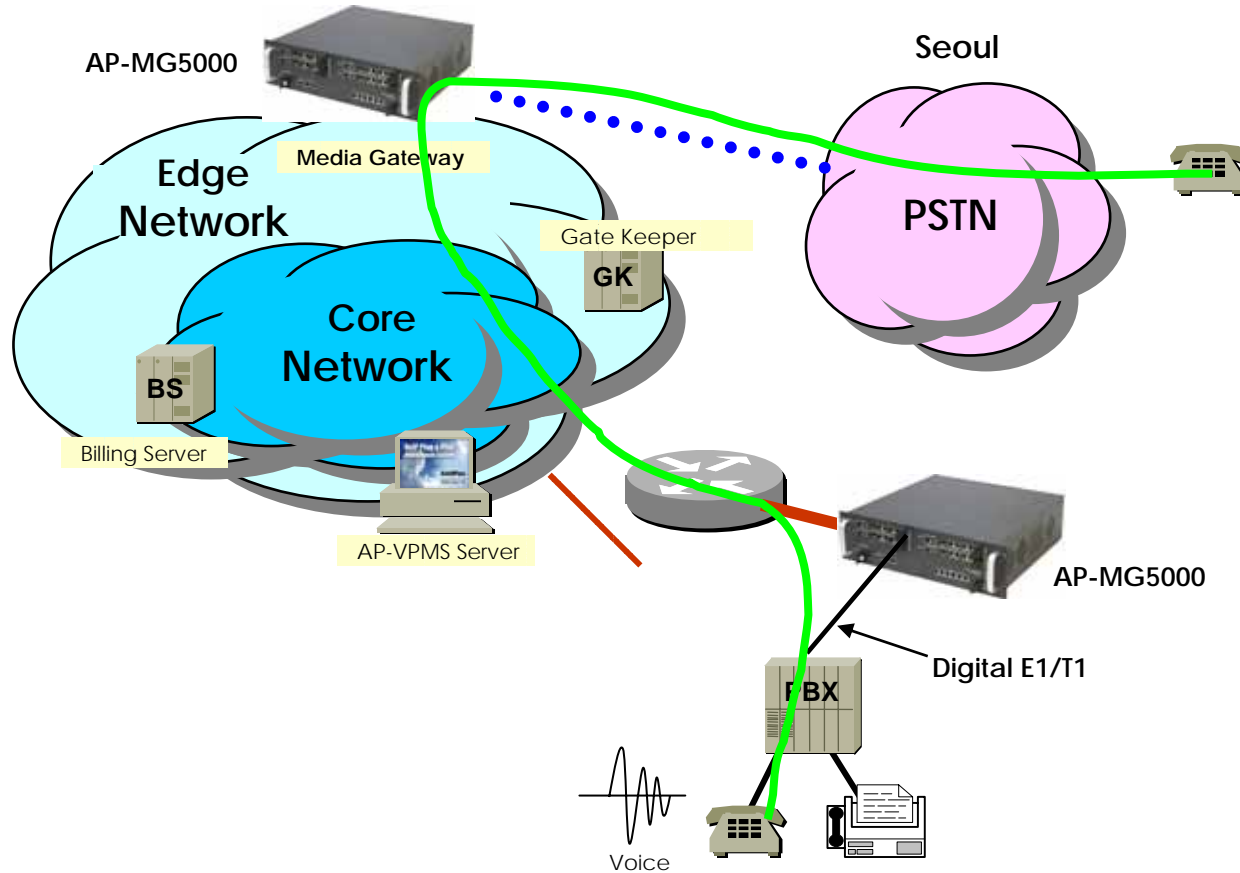 Seoul
AP-MG5000
Media Gateway
Edge
Network
PSTN
Gate Keeper
GK
Core
Network
BS
Billing Server
AP-VPMS Server
AP-MG5000
Digital E1/T1
PBX
Voice